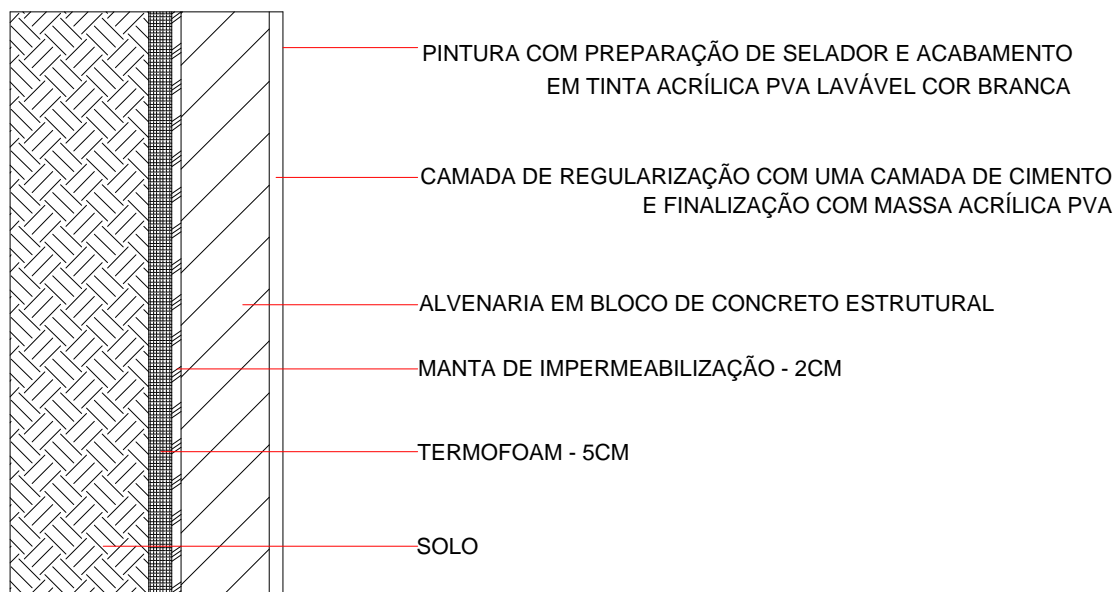 PINTURA COM PREPARAÇÃO DE SELADOR E ACABAMENTO
EM TINTA ACRÍLICA PVA LAVÁVEL COR BRANCA
CAMADA DE REGULARIZAÇÃO COM UMA CAMADA DE CIMENTO
E FINALIZAÇÃO COM MASSA ACRÍLICA PVA
ALVENARIA EM BLOCO DE CONCRETO ESTRUTURAL
MANTA DE IMPERMEABILIZAÇÃO - 2CM
TERMOFOAM - 5CM
SOLO